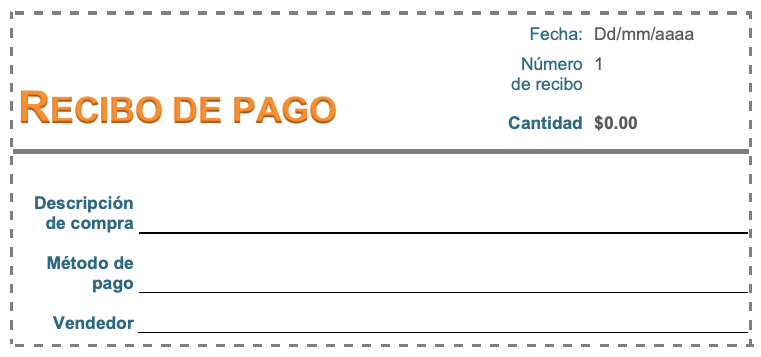 Fecha: Dd/mm/aaaa
Número 1
de recibo
RECIBO DE PAGO
Cantidad $0.00
Descripción
de compra
Método de
pago
Vendedor